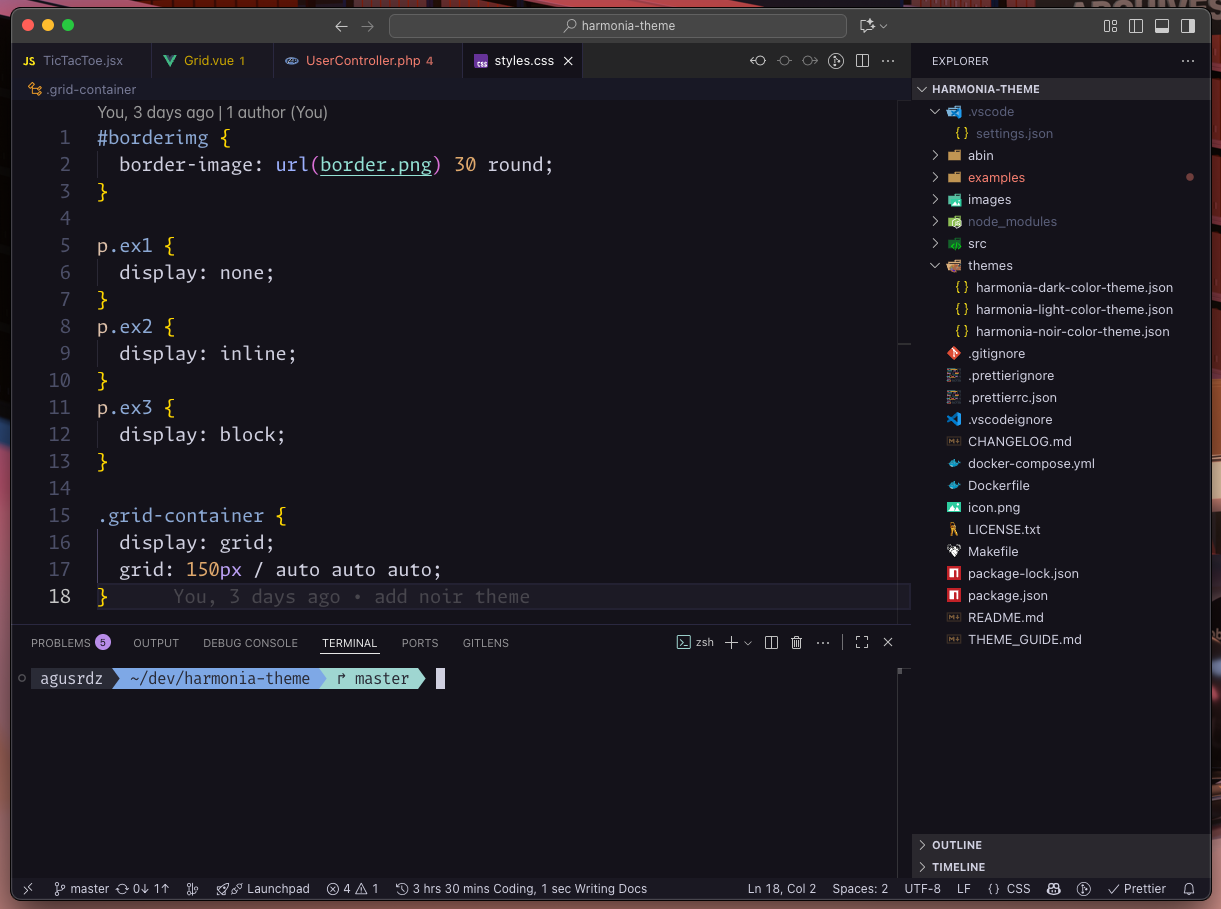 ARCHIVES
harmonia-theme
JS TicTacToe.jsx
Grid.vue 1
php UserController.php 4
CSS styles.css
.grid-container
You, 3 days ago | 1 author (You)
1 #borderimg {
2 border-image: url(border.png) 30 round;
3 }
4
5 p.ex1 {
6 display: none;
7 }
8 p.ex2 {
9 display: inline;
10 }
11 p.ex3 {
12 display: block;
13 }
14
15 .grid-container {
16 display: grid;
17 grid: 150px / auto auto auto;
18 } You, 3 days ago • add noir theme
PROBLEMS 5
OUTPUT
DEBUG CONSOLE
TERMINAL
PORTS
GITLENS
zsh
agusrdz ~/dev/harmonia-theme master
EXPLORER
HARMONIA-THEME
.vscode
{ } settings.json
abin
examples
images
node_modules
src
themes
{ } harmonia-dark-color-theme.json
{ } harmonia-light-color-theme.json
{ } harmonia-noir-color-theme.json
.gitignore
.prettierignore
.prettierrc.json
.vscodeignore
CHANGELOG.md
docker-compose.yml
Dockerfile
icon.png
LICENSE.txt
Makefile
package-lock.json
package.json
README.md
THEME_GUIDE.md
OUTLINE
TIMELINE
master 0↓ 1↑
Launchpad
4 1
3 hrs 30 mins Coding, 1 sec Writing Docs
Ln 18, Col 2
Spaces: 2
UTF-8
LF
{ } CSS
Prettier